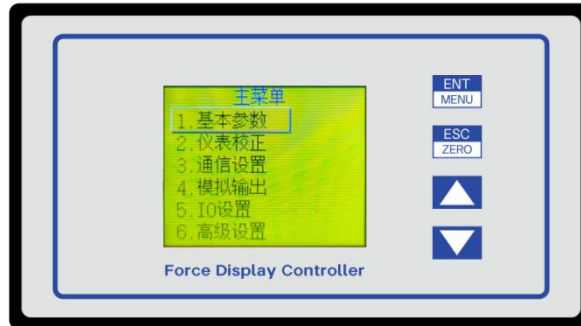 主菜单
1.基本参数
2.仪表校正
3.通信设置
4.模拟输出
5.IO设置
6.高级设置
Force Display Controller
ENT
MENU
ESC
ZERO